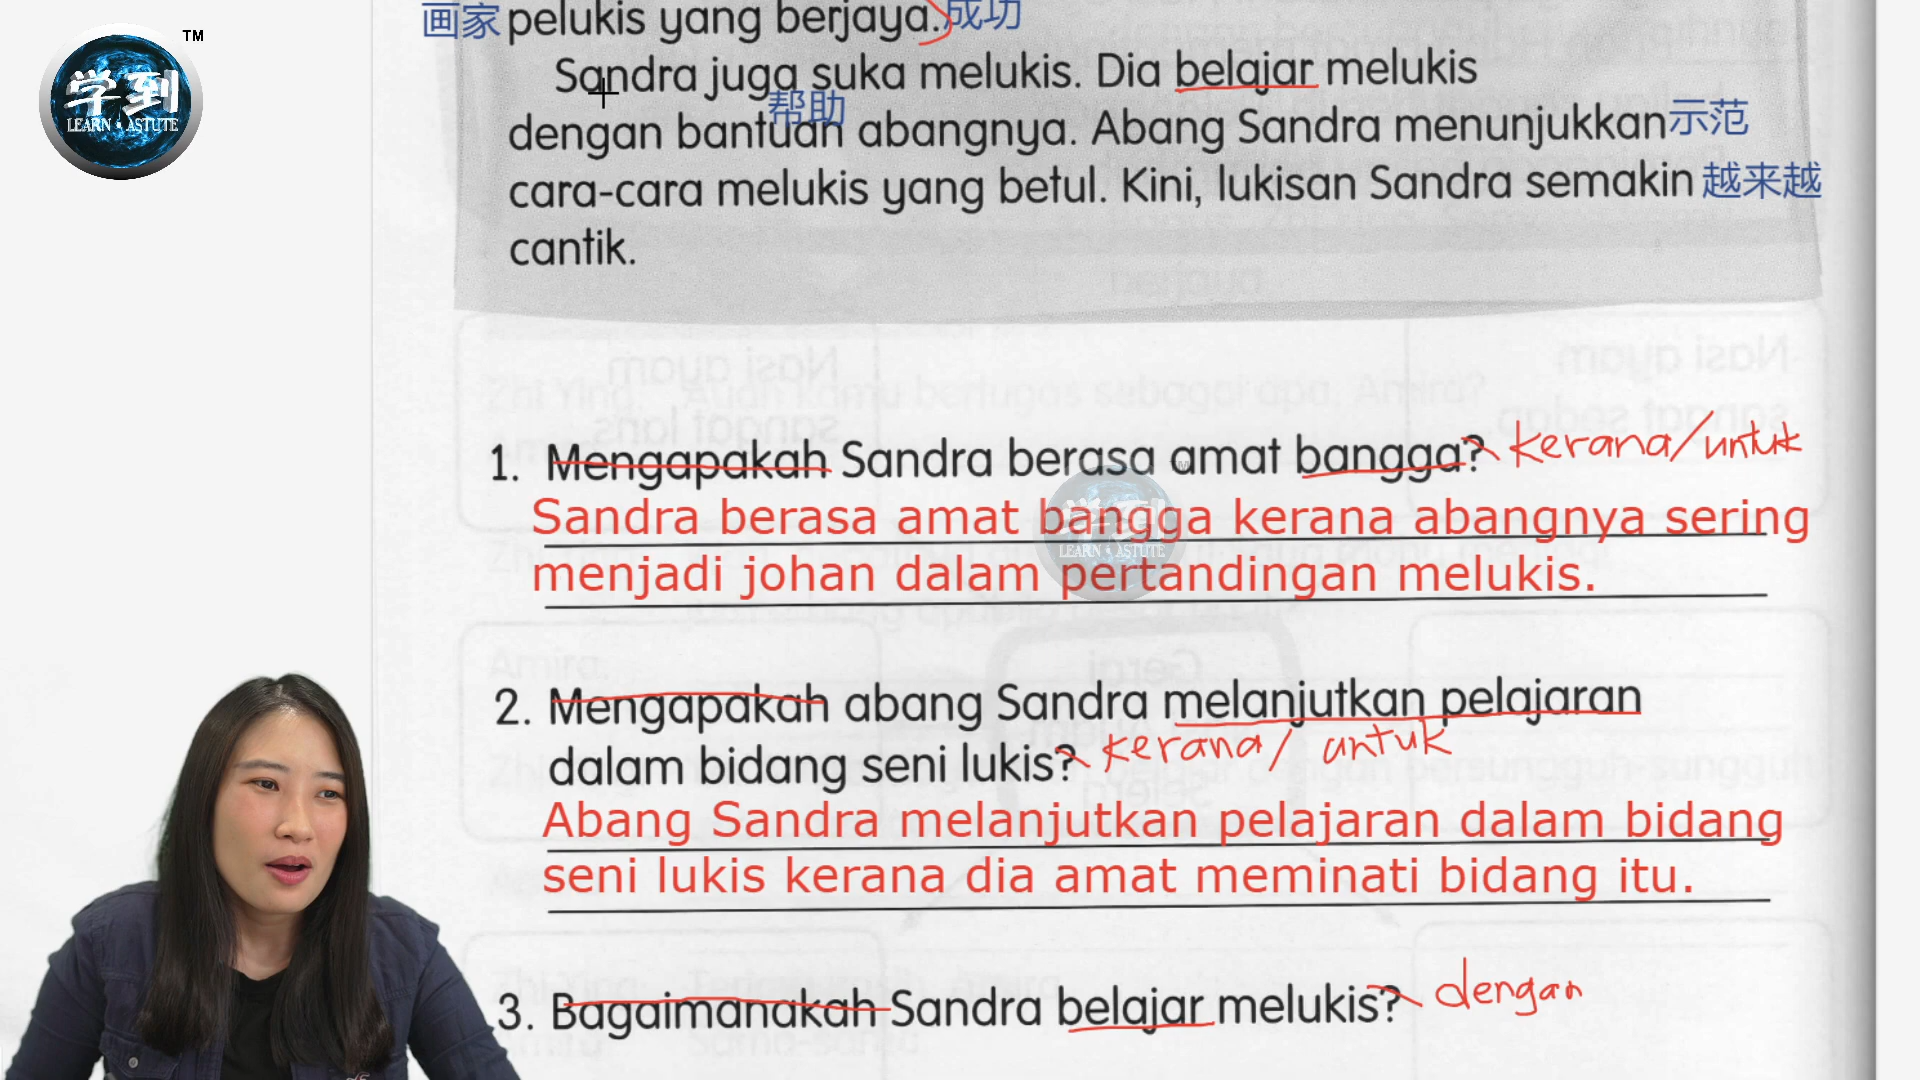 画家 pelukis yang berjaya. 成功
学到 TM
LEARN ASTUTE
Sandra juga suka melukis. Dia belajar melukis
帮助
dengan bantuan abangnya. Abang Sandra menunjukkan 示范
cara-cara melukis yang betul. Kini, lukisan Sandra semakin 越来越
cantik.
1. Mengapakah Sandra berasa amat bangga? kerana/untuk
Sandra berasa amat bangga kerana abangnya sering
menjadi johan dalam pertandingan melukis.
学到
LEARN ASTUTE
2. Mengapakah abang Sandra melanjutkan pelajaran
dalam bidang seni lukis? kerana/ untuk
Abang Sandra melanjutkan pelajaran dalam bidang
seni lukis kerana dia amat meminati bidang itu.
3. Bagaimanakah Sandra belajar melukis? dengan